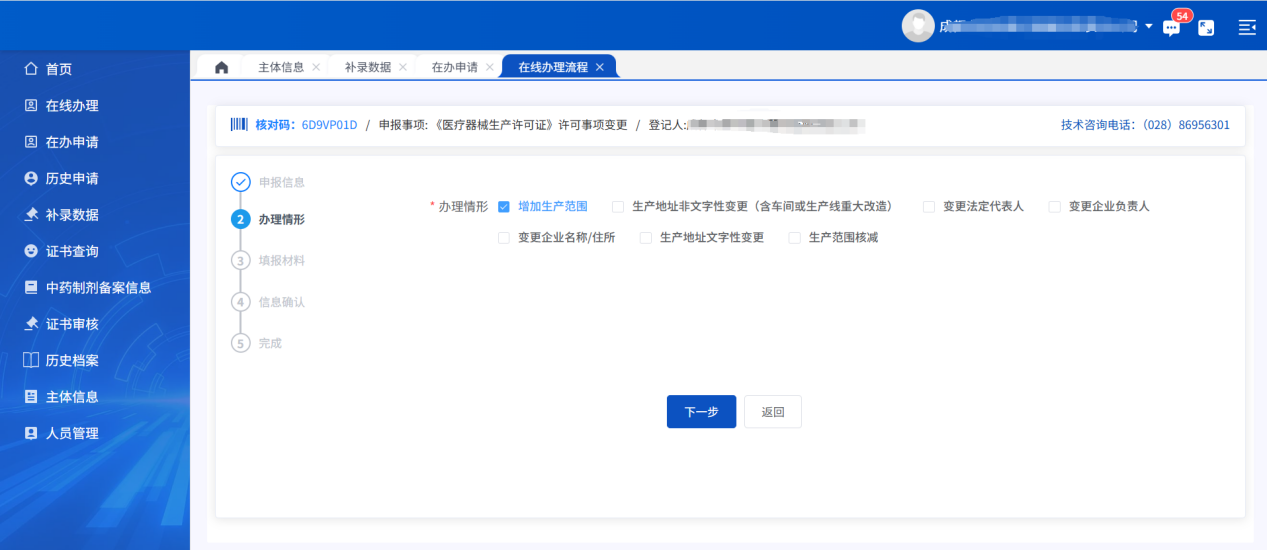 成都
54
首页
在线办理
在办申请
历史申请
补录数据
证书查询
中药制剂备案信息
证书审核
历史档案
主体信息
人员管理
主体信息 × 补录数据 × 在办申请 × 在线办理流程 ×
核对码：6D9VP01D / 申报事项:《医疗器械生产许可证》许可事项变更 / 登记人:
技术咨询电话：（028）86956301
申报信息
2 办理情形
3 填报材料
4 信息确认
5 完成
* 办理情形 增加生产范围 生产地址非文字性变更（含车间或生产线重大改造） 变更法定代表人 变更企业负责人
变更企业名称/住所 生产地址文字性变更 生产范围核减
下一步 返回